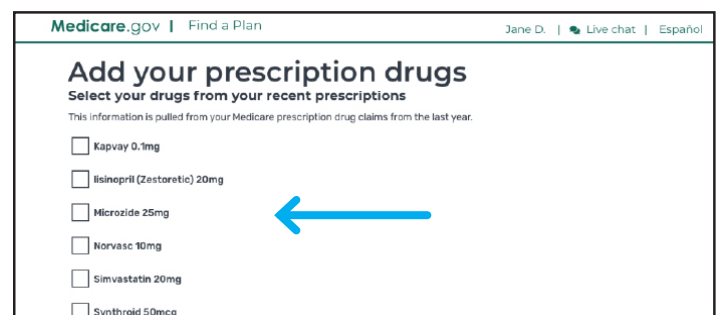 Medicare.gov | Find a Plan
Jane D. | Live chat | Español
Add your prescription drugs
Select your drugs from your recent prescriptions
This information is pulled from your Medicare prescription drug claims from the last year.
Kapvay 0.1mg
lisinopril (Zestoretic) 20mg
Microzide 25mg
Norvasc 10mg
Simvastatin 20mg
Synthroid 50mcg